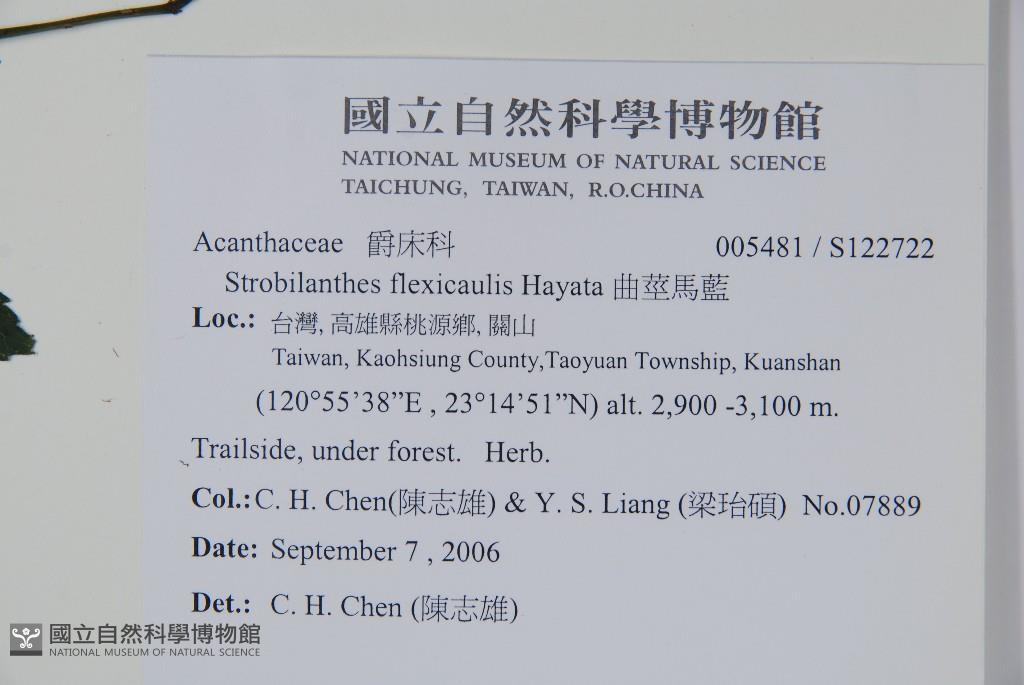 國立自然科學博物館
NATIONAL MUSEUM OF NATURAL SCIENCE
TAICHUNG, TAIWAN, R.O.CHINA
Acanthaceae 爵床科 005481 / S122722
Strobilanthes flexicaulis Hayata 曲莖馬藍
Loc.: 台灣, 高雄縣桃源鄉, 關山
Taiwan, Kaohsiung County,Taoyuan Township, Kuanshan
(120°55’38”E , 23°14’51”N) alt. 2,900 -3,100 m.
Trailside, under forest. Herb.
Col.: C. H. Chen(陳志雄) & Y. S. Liang (梁珆碩) No.07889
Date: September 7 , 2006
Det.: C. H. Chen (陳志雄)
國立自然科學博物館
NATIONAL MUSEUM OF NATURAL SCIENCE